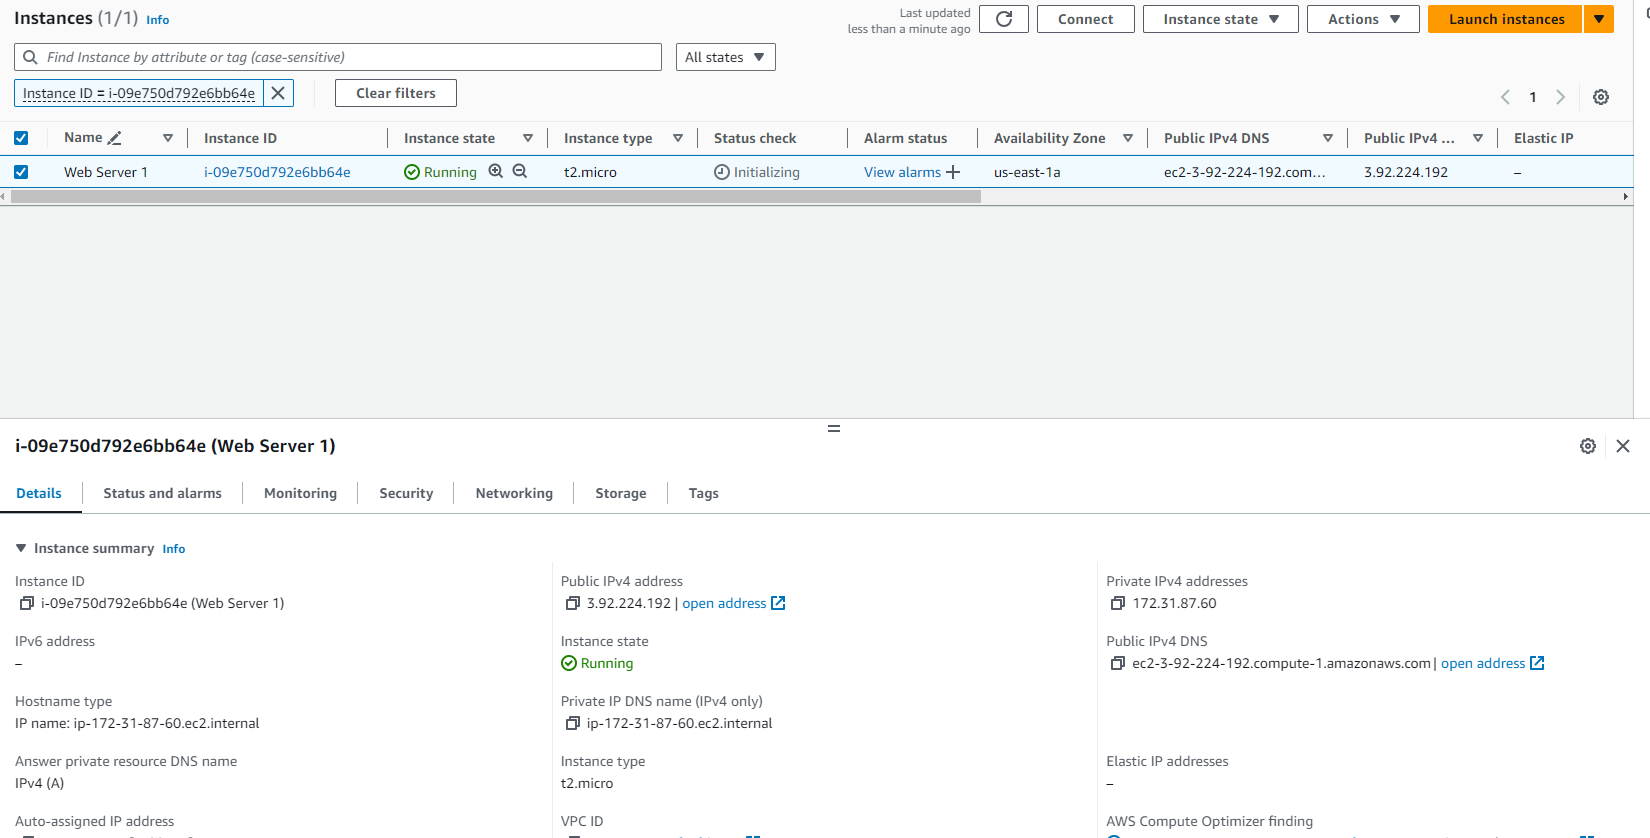 Instances (1/1) Info
Last updated
less than a minute ago
Connect
Instance state
Actions
Launch instances
Find Instance by attribute or tag (case-sensitive)
All states
Instance ID = i-09e750d792e6bb64e
Clear filters
1
Name Instance ID Instance state Instance type Status check Alarm status Availability Zone Public IPv4 DNS Public IPv4 ... Elastic IP
Web Server 1 i-09e750d792e6bb64e Running t2.micro Initializing View alarms us-east-1a ec2-3-92-224-192.com... 3.92.224.192 –
i-09e750d792e6bb64e (Web Server 1)
Details Status and alarms Monitoring Security Networking Storage Tags
Instance summary Info
Instance ID
i-09e750d792e6bb64e (Web Server 1)
Public IPv4 address
3.92.224.192 | open address
Private IPv4 addresses
172.31.87.60
IPv6 address
–
Instance state
Running
Public IPv4 DNS
ec2-3-92-224-192.compute-1.amazonaws.com | open address
Hostname type
IP name: ip-172-31-87-60.ec2.internal
Private IP DNS name (IPv4 only)
ip-172-31-87-60.ec2.internal
Answer private resource DNS name
IPv4 (A)
Instance type
t2.micro
Elastic IP addresses
–
Auto-assigned IP address
VPC ID
AWS Compute Optimizer finding